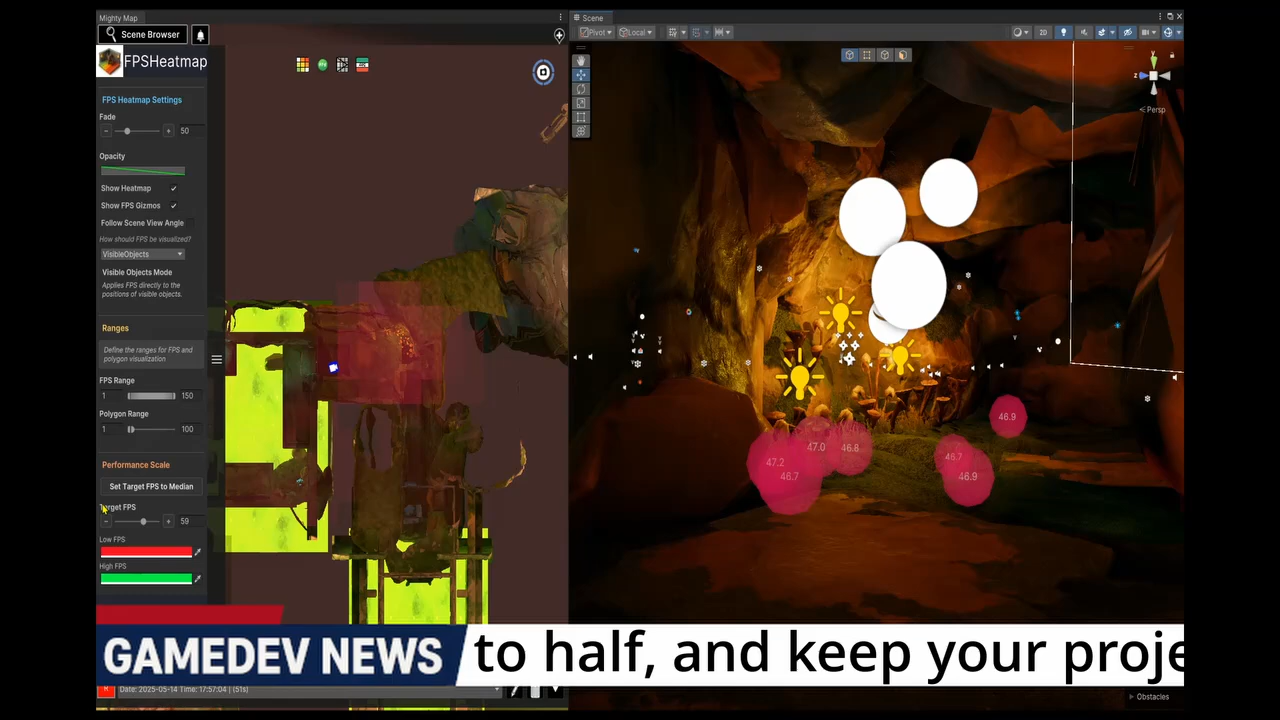 Mighty Map
Scene Browser
FPSHeatmap
FPS Heatmap Settings
Fade
50
Opacity
Show Heatmap
Show FPS Gizmos
Follow Scene View Angle
How should FPS be visualized?
VisibleObjects
Visible Objects Mode
Applies FPS directly to the
positions of visible objects.
Ranges
Define the ranges for FPS and
polygon visualization
FPS Range
1 150
Polygon Range
1 100
Performance Scale
Set Target FPS to Median
Target FPS
59
Low FPS
High FPS
Scene
Pivot Local 2D
y
z
Persp
46.9
47.0
46.8
47.2
46.7
46.7
46.9
GAMEDEV NEWS
to half, and keep your proje
Date: 2025-05-14 Time: 17:57:04 | (51s)
Obstacles